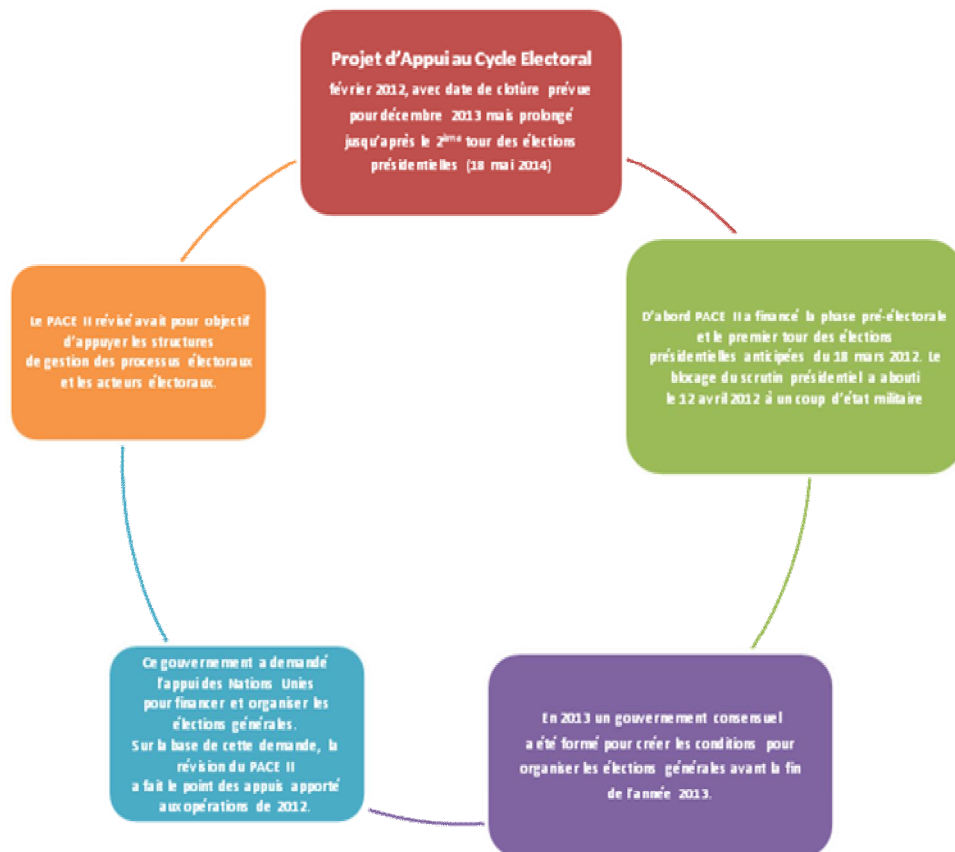 Projet d'Appui au Cycle Electoral
février 2012, avec date de clotûre prévue
pour décembre 2013 mais prolongé
jusqu'après le 2ème tour des élections
présidentielles (18 mai 2014)
D'abord PACE II a financé la phase pré-électorale
et le premier tour des élections
présidentielles anticipées du 18 mars 2012. Le
blocage du scrutin présidentiel a abouti
le 12 avril 2012 à un coup d'état militaire
En 2013 un gouvernement consensuel
a été formé pour créer les conditions pour
organiser les élections générales avant la fin
de l'année 2013.
Ce gouvernement a demandé
l'appui des Nations Unies
pour financer et organiser les
élections générales.
Sur la base de cette demande, la
révision du PACE II
a fait le point des appuis apporté
aux opérations de 2012.
Le PACE II révisé avait pour objectif
d'appuyer les structures
de gestion des processus électoraux
et les acteurs électoraux.